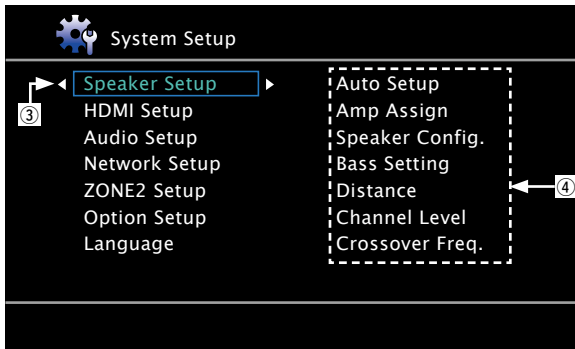 System Setup
Speaker Setup
HDMI Setup
Audio Setup
Network Setup
ZONE2 Setup
Option Setup
Language
Auto Setup
Amp Assign
Speaker Config.
Bass Setting
Distance
Channel Level
Crossover Freq.
③
④